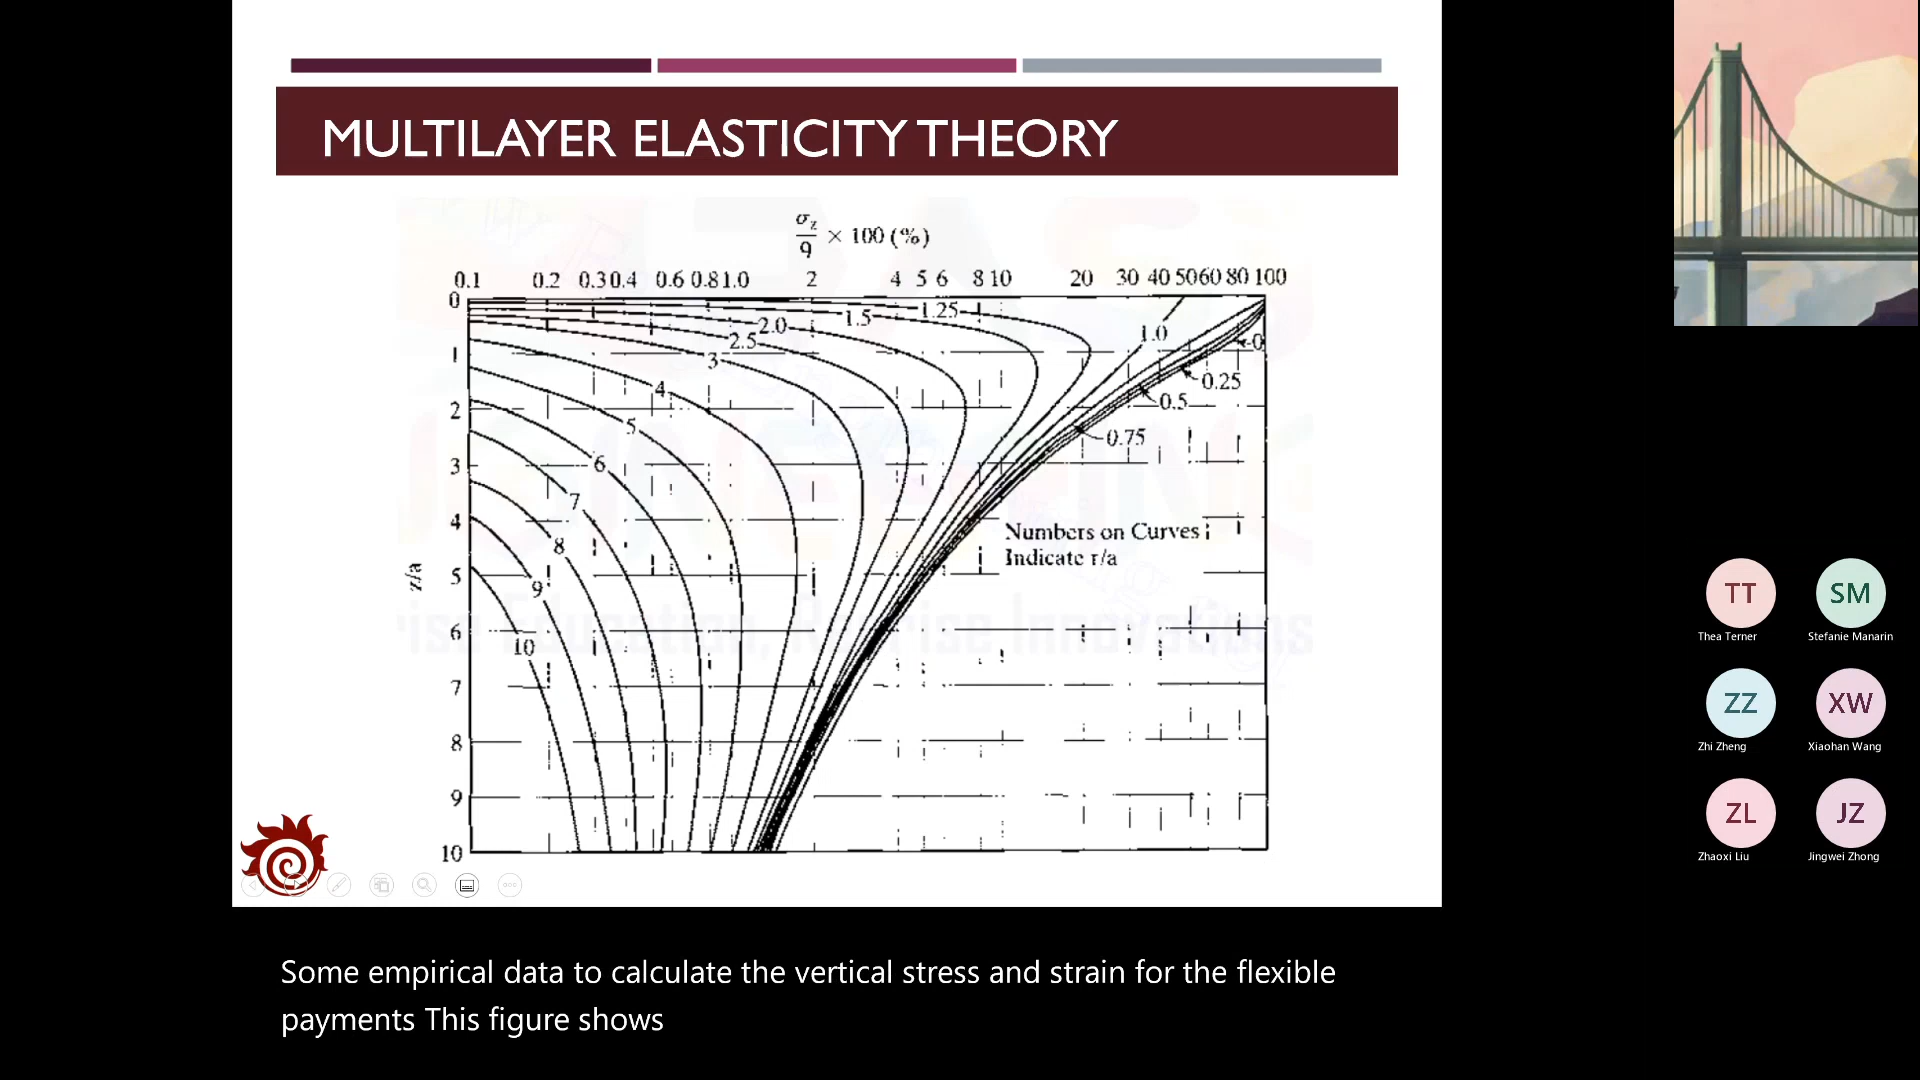 MULTILAYER ELASTICITY THEORY
σz
9
× 100 (%)
0.1 0.2 0.3 0.4 0.6 0.8 1.0 2 4 5 6 8 10 20 30 40 50 60 80 100
0
1
2
3
4
5
6
7
8
9
10
z/a
1.25
1.5
2.0
2.5
3
4
5
6
7
8
9
10
1.0
0
0.25
0.5
0.75
Numbers on Curves
Indicate r/a
ise Education, R rise Innovations
TT
Thea Terner
SM
Stefanie Manarin
ZZ
Zhi Zheng
XW
Xiaohan Wang
ZL
Zhaoxi Liu
JZ
Jingwei Zhong
Some empirical data to calculate the vertical stress and strain for the flexible
payments This figure shows